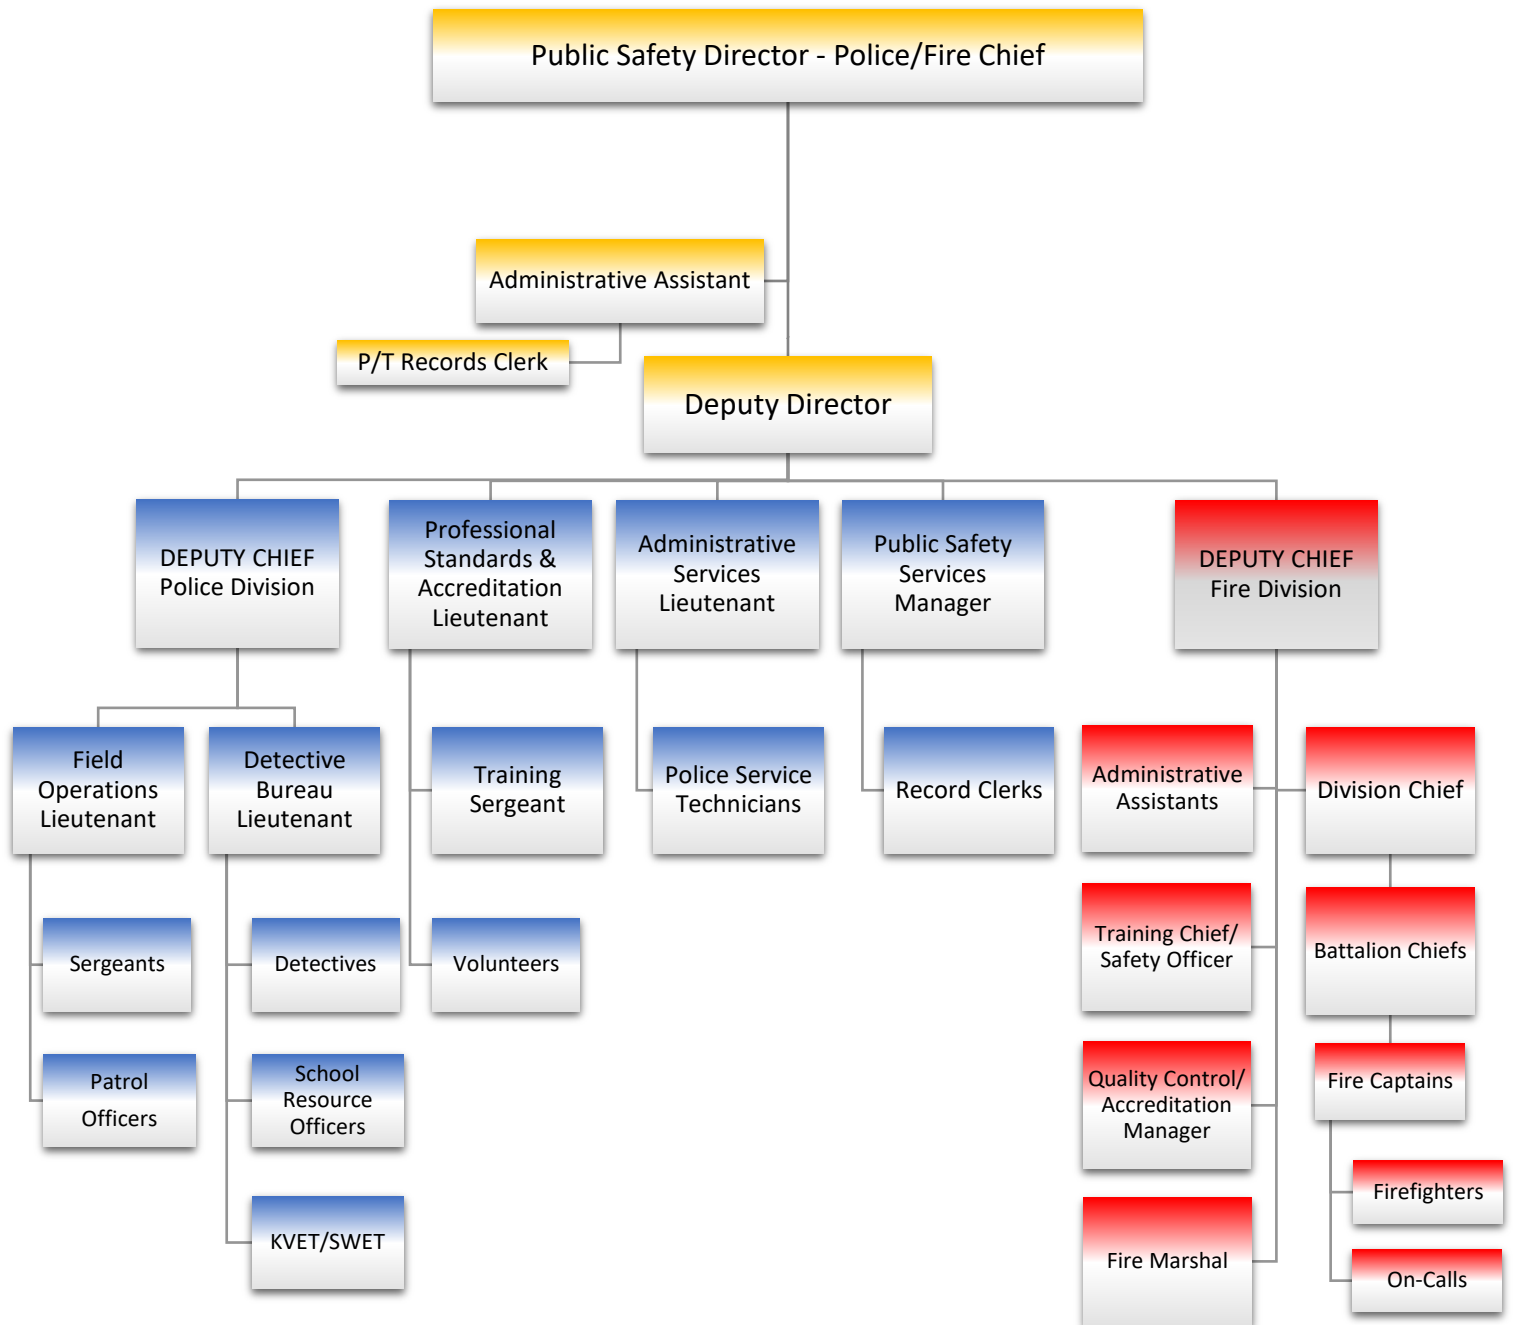 Public Safety Director - Police/Fire Chief
Administrative Assistant
P/T Records Clerk
Deputy Director
DEPUTY CHIEF
Police Division
Professional
Standards &
Accreditation
Lieutenant
Administrative
Services
Lieutenant
Public Safety
Services
Manager
DEPUTY CHIEF
Fire Division
Field
Operations
Lieutenant
Detective
Bureau
Lieutenant
Training
Sergeant
Police Service
Technicians
Record Clerks
Administrative
Assistants
Division Chief
Sergeants
Detectives
Volunteers
Training Chief/
Safety Officer
Battalion Chiefs
Patrol
Officers
School
Resource
Officers
Quality Control/
Accreditation
Manager
Fire Captains
KVET/SWET
Fire Marshal
Firefighters
On-Calls